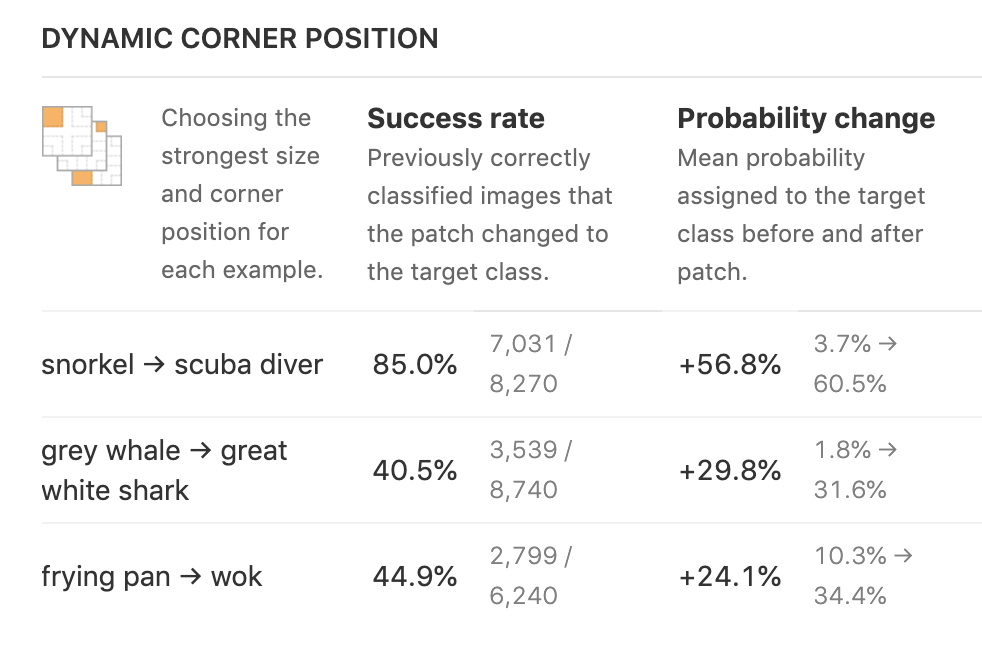 DYNAMIC CORNER POSITION
Choosing the
strongest size
and corner
position for
each example.
Success rate
Previously correctly
classified images that
the patch changed to
the target class.
Probability change
Mean probability
assigned to the target
class before and after
patch.
snorkel → scuba diver
85.0%
7,031 /
8,270
+56.8%
3.7% →
60.5%
grey whale → great
white shark
40.5%
3,539 /
8,740
+29.8%
1.8% →
31.6%
frying pan → wok
44.9%
2,799 /
6,240
+24.1%
10.3% →
34.4%